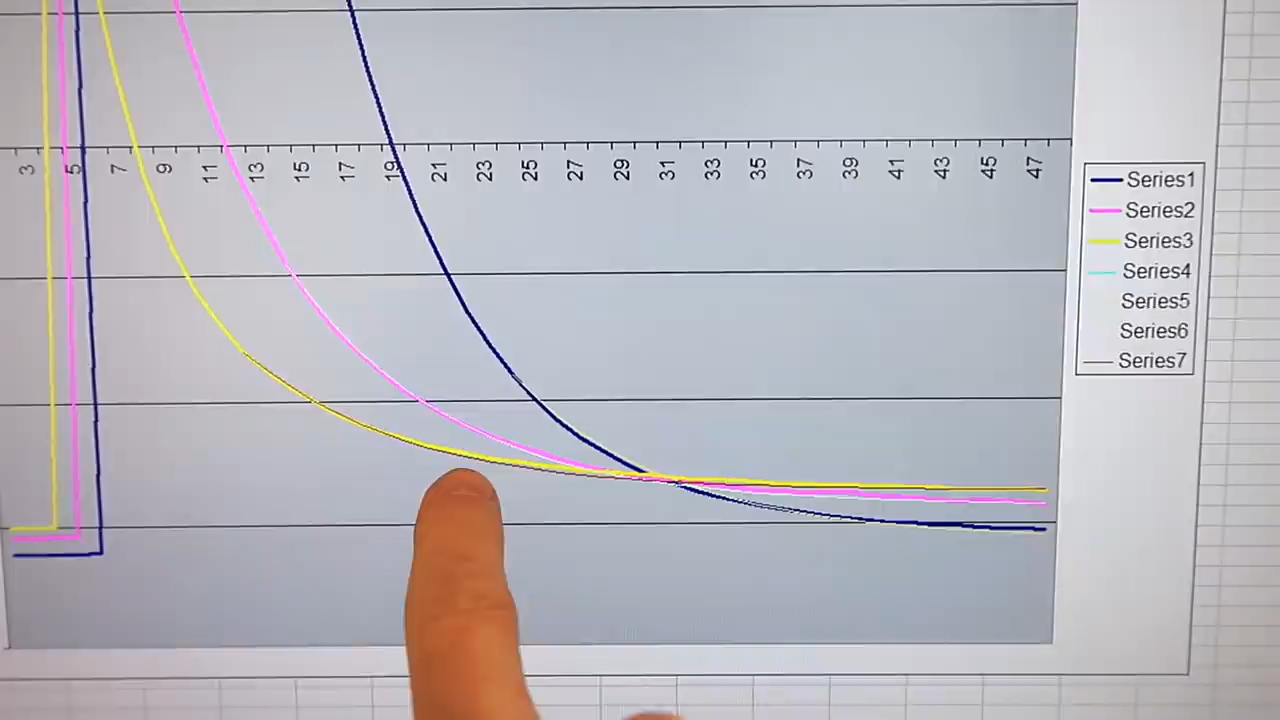 3 5 7 9 11 13 15 17 19 21 23 25 27 29 31 33 35 37 39 41 43 45 47
Series1
Series2
Series3
Series4
Series5
Series6
Series7